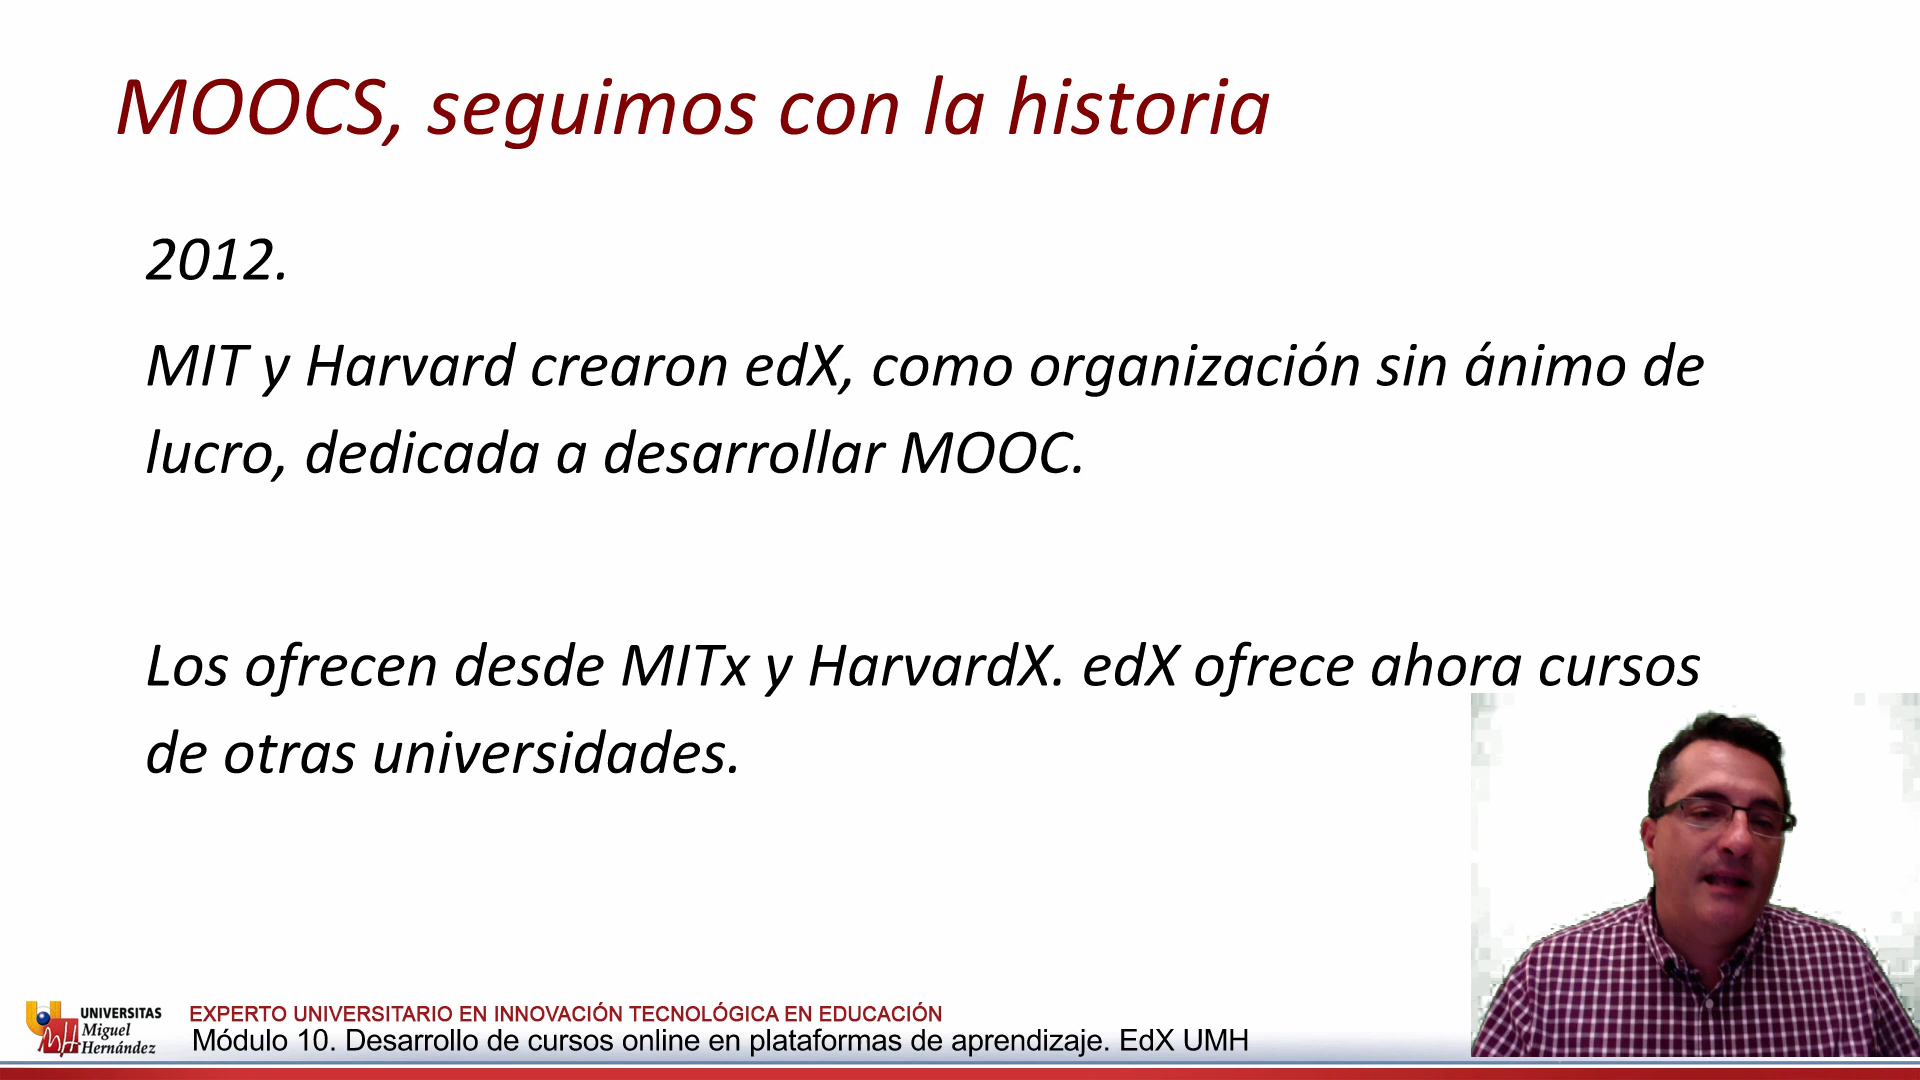 MOOCS, seguimos con la historia
2012.
MIT y Harvard crearon edX, como organización sin ánimo de
lucro, dedicada a desarrollar MOOC.
Los ofrecen desde MITx y HarvardX. edX ofrece ahora cursos
de otras universidades.
UNIVERSITAS
Miguel
Hernández
EXPERTO UNIVERSITARIO EN INNOVACIÓN TECNOLÓGICA EN EDUCACIÓN
Módulo 10. Desarrollo de cursos online en plataformas de aprendizaje. EdX UMH